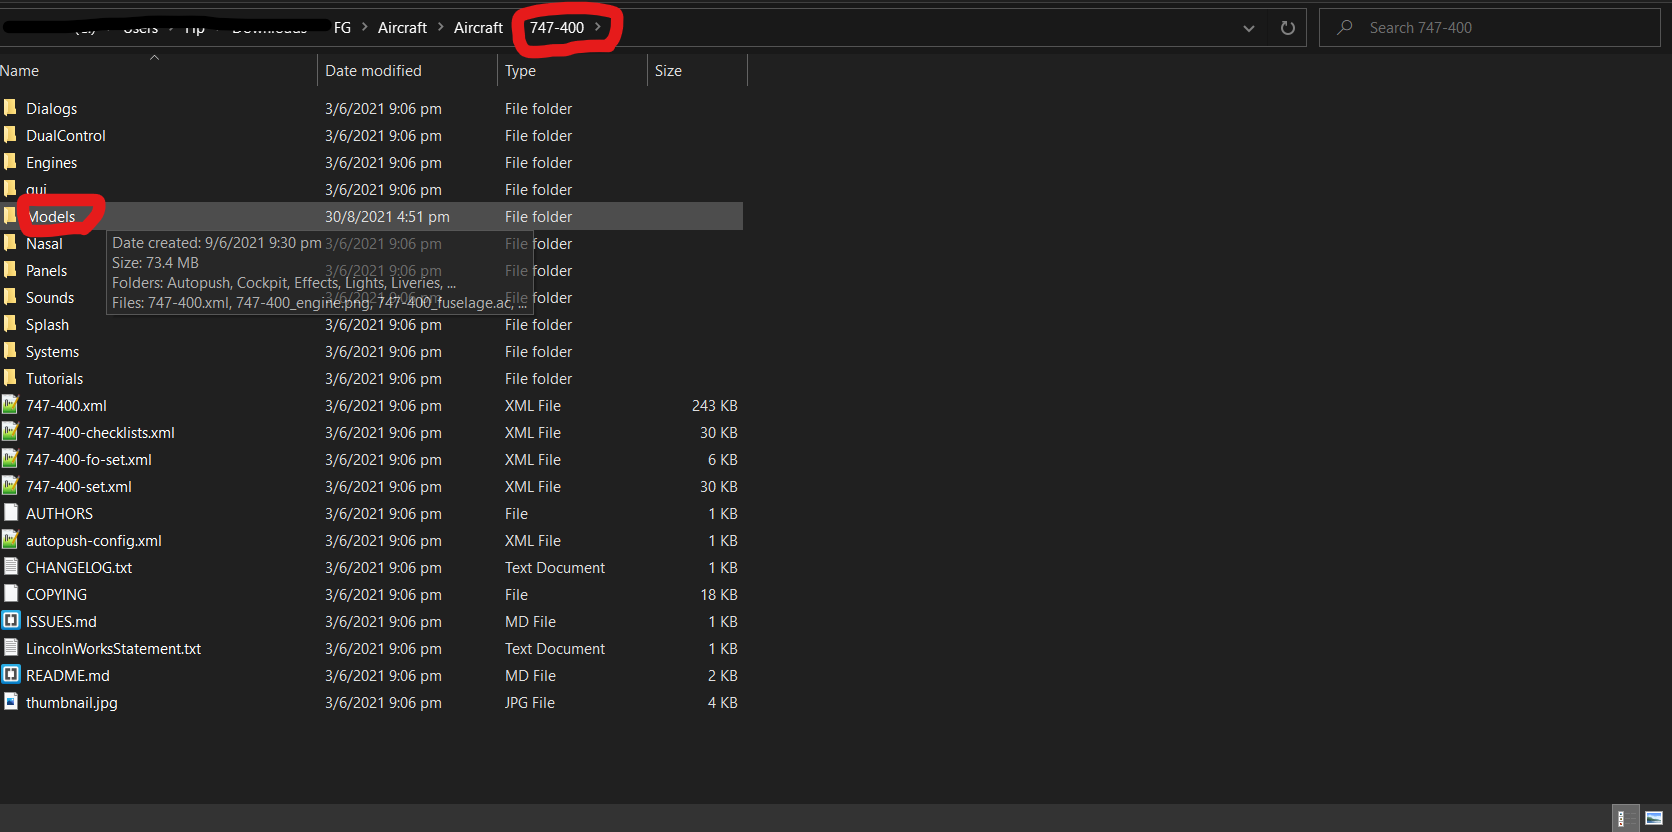 FG > Aircraft > Aircraft > 747-400 >
Search 747-400
Name Date modified Type Size
Dialogs 3/6/2021 9:06 pm File folder
DualControl 3/6/2021 9:06 pm File folder
Engines 3/6/2021 9:06 pm File folder
gui 3/6/2021 9:06 pm File folder
Models 30/8/2021 4:51 pm File folder
Nasal 3/6/2021 9:06 pm File folder
Date created: 9/6/2021 9:30 pm
Panels 3/6/2021 9:06 pm File folder
Size: 73.4 MB
Folders: Autopush, Cockpit, Effects, Lights, Liveries, ...
Sounds 3/6/2021 9:06 pm File folder
Files: 747-400.xml, 747-400_engine.png, 747-400_fuselage.ac, ...
Splash 3/6/2021 9:06 pm File folder
Systems 3/6/2021 9:06 pm File folder
Tutorials 3/6/2021 9:06 pm File folder
747-400.xml 3/6/2021 9:06 pm XML File 243 KB
747-400-checklists.xml 3/6/2021 9:06 pm XML File 30 KB
747-400-fo-set.xml 3/6/2021 9:06 pm XML File 6 KB
747-400-set.xml 3/6/2021 9:06 pm XML File 30 KB
AUTHORS 3/6/2021 9:06 pm File 1 KB
autopush-config.xml 3/6/2021 9:06 pm XML File 1 KB
CHANGELOG.txt 3/6/2021 9:06 pm Text Document 1 KB
COPYING 3/6/2021 9:06 pm File 18 KB
ISSUES.md 3/6/2021 9:06 pm MD File 1 KB
LincolnWorksStatement.txt 3/6/2021 9:06 pm Text Document 1 KB
README.md 3/6/2021 9:06 pm MD File 2 KB
thumbnail.jpg 3/6/2021 9:06 pm JPG File 4 KB